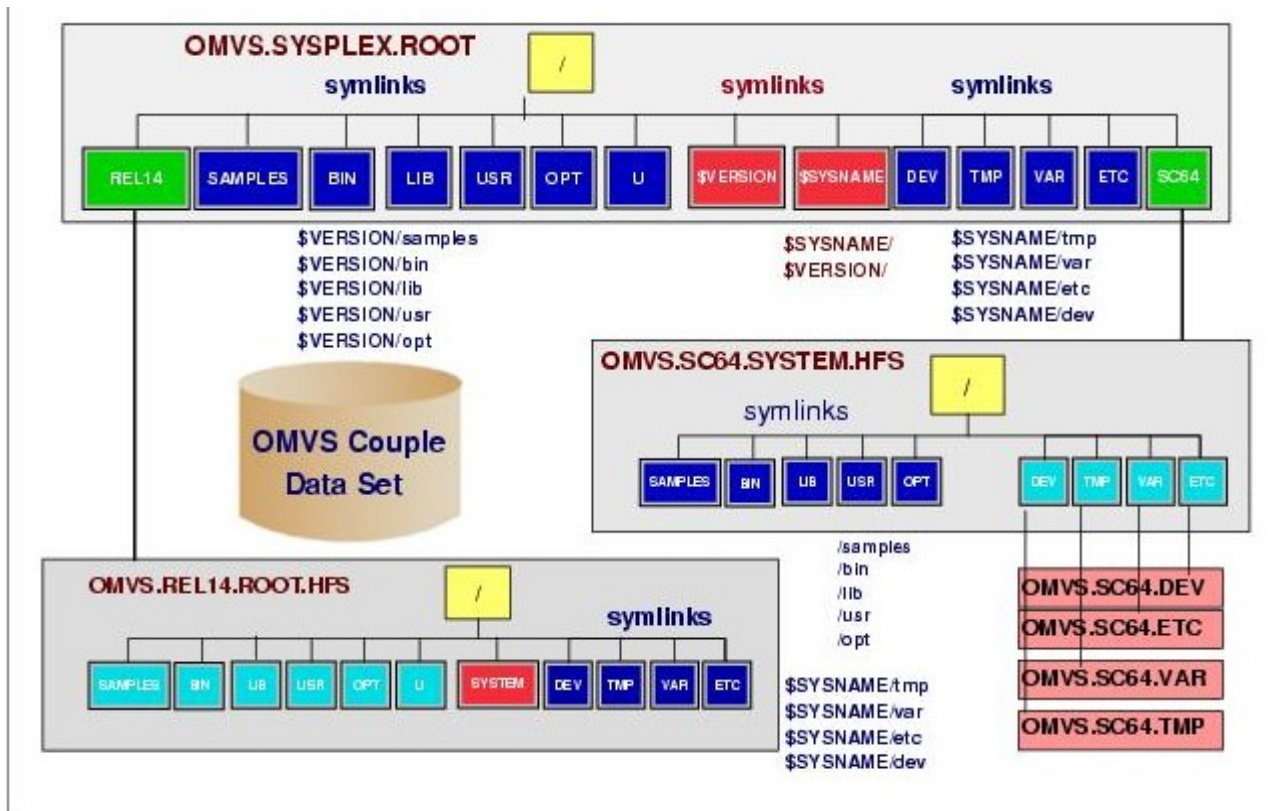 OMVS.SYSPLEX.ROOT
/
symlinks
symlinks
symlinks
REL14
SAMPLES
BIN
LIB
USR
OPT
U
$VERSION
$SYSNAME
DEV
TMP
VAR
ETC
SC64
$VERSION/samples
$VERSION/bin
$VERSION/lib
$VERSION/usr
$VERSION/opt
$SYSNAME/
$VERSION/
$SYSNAME/tmp
$SYSNAME/var
$SYSNAME/etc
$SYSNAME/dev
OMVS.SC64.SYSTEM.HFS
/
symlinks
SAMPLES
BIN
LIB
USR
OPT
DEV
TMP
VAR
ETC
OMVS Couple
Data Set
/samples
/bin
/lib
/usr
/opt
OMVS.SC64.DEV
OMVS.SC64.ETC
OMVS.SC64.VAR
OMVS.SC64.TMP
OMVS.REL14.ROOT.HFS
/
symlinks
SAMPLES
BIN
LIB
USR
OPT
U
SYSTEM
DEV
TMP
VAR
ETC
$SYSNAME/tmp
$SYSNAME/var
$SYSNAME/etc
$SYSNAME/dev